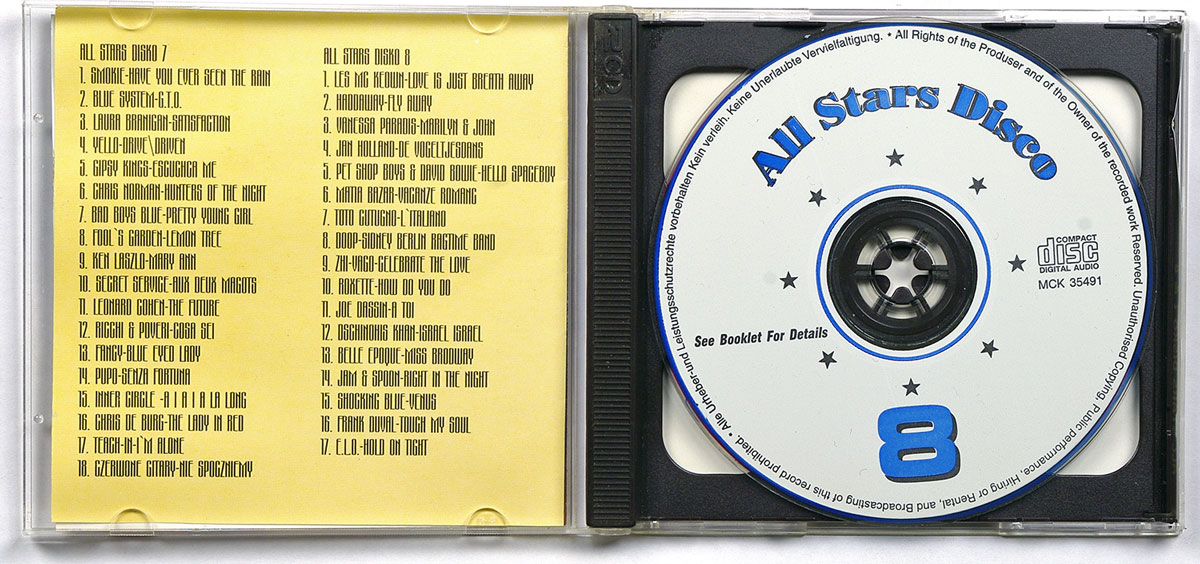 ALL STARS DISKO 7
1. SMOKIE-HAVE YOU EVER SEEN THE RAIN
2. BLUE SYSTEM-G.T.O.
3. LAURA BRANIGAN-SATISFACTION
4. YELLO-DRIVE\DRIVEN
5. GIPSY KINGS-ESCUCHCA ME
6. CHRIS NORMAN-HUNTERS OF THE NIGHT
7. BAD BOYS BLUE-PRETTY YOUNG GIRL
8. FOOL`S GARDEN-LEMON TREE
9. KEN LASZLO-MARY ANN
10. SECRET SERVICE-AUX DEUX MAGOTS
11. LEONARD COHEN-THE FUTURE
12. RICCHI & POVERI-COSA SEI
13. FANCY-BLUE EYED LADY
14. PUPO-SENZA FORTUNA
15. INNER CIRCLE -A I A I A LA LONG
16. CHRIS DE BURG-THE LADY IN RED
17. TEACH-IN-I`M ALONE
18. CZERWONE GITARY-NIE SPOCZNIEMY
ALL STARS DISKO 8
1. LES MC KEOWN-LOVE IS JUST BREATH AWAY
2. HADDAWAY-FLY AWAY
3. VANESSA PARADIS-MARILYN & JOHN
4. JAN HOLLAND-DE VOGELTJESDANS
5. PET SHOP BOYS & DAVID BOWIE-HELLO SPACEBOY
6. MATIA BAZAR-VACANZE ROMANC
7. TOTO CUTUGNO-L`ITALIANO
8. DOOP-SIDNEY BERLIN RAGTIME BAND
9. ZHI-VAGO-CELEBRATE THE LOVE
10. ROXETTE-HOW DO YOU DO
11. JOE DASSIN-A TOI
12. DSCHINGHIS KHAN-ISRAEL ISRAEL
13. BELLE EPOQUE-MISS BRODWAY
14. JAM & SPOON-RIGHT IN THE NIGHT
15. SHOCKING BLUE-VENUS
16. FRANK DUVAL-TOUCH MY SOUL
17. E.L.O.-HOLD ON TIGHT
2CD
• Alle Urheber-und Leistungsschutzrechte vorbehalten Kein verleih. Keine Unerlaubte Vervielfaltigung. • All Rights of the Produser and of the Owner of the recorded work Reserved. Unauthorised Copying, Public performance, Hiring or Rental, and Broadcasting of this record prohibited.
All Stars Disco
COMPACT
disc
DIGITAL AUDIO
MCK 35491
See Booklet For Details
8